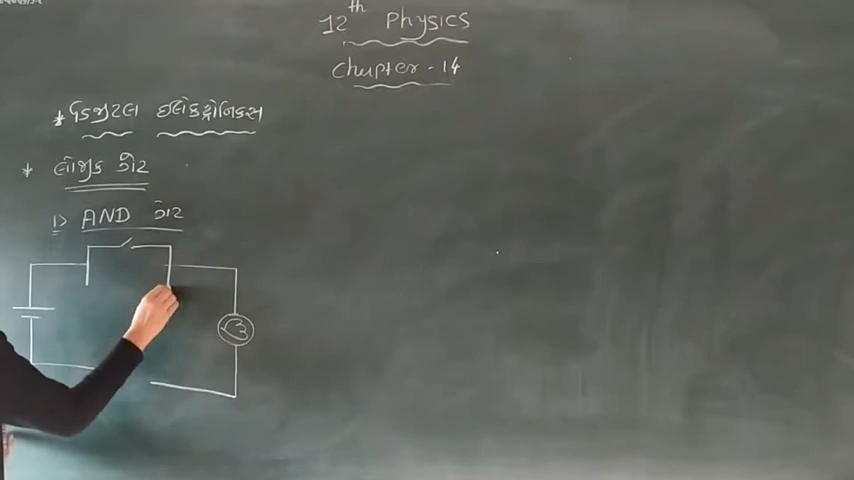 12th Physics
Chapter - 14
* ડિજીટલ ઇલેક્ટ્રોનિક્સ
* લોજીક ગેટ
1> AND ગેટ